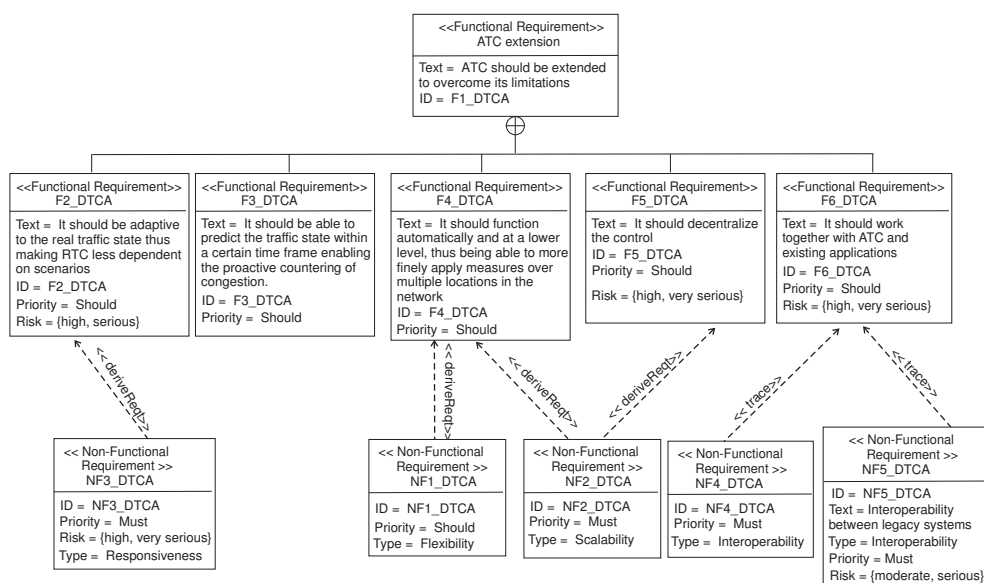 <<Functional Requirement>>
ATC extension
Text = ATC should be extended
to overcome its limitations
ID = F1_DTCA
<<Functional Requirement>>
F2_DTCA
Text = It should be adaptive
to the real traffic state thus
making RTC less dependent
on scenarios
ID = F2_DTCA
Priority = Should
Risk = {high, serious}
<<Functional Requirement>>
F3_DTCA
Text = It should be able to
predict the traffic state within
a certain time frame enabling
the proactive countering of
congestion.
ID = F3_DTCA
Priority = Should
<<Functional Requirement>>
F4_DTCA
Text = It should function
automatically and at a lower
level, thus being able to more
finely apply measures over
multiple locations in the
network
ID = F4_DTCA
Priority = Should
<<Functional Requirement>>
F5_DTCA
Text = It should decentralize
the control
ID = F5_DTCA
Priority = Should
Risk = {high, very serious}
<<Functional Requirement>>
F6_DTCA
Text = It should work
together with ATC and
existing applications
ID = F6_DTCA
Priority = Should
Risk = {high, very serious}
<< deriveReqt>>
<< deriveReqt>>
<< deriveReqt>>
<< deriveReqt>>
<< trace>>
<< trace>>
<< Non-Functional
Requirement >>
NF3_DTCA
ID = NF3_DTCA
Priority = Must
Risk = {high, very serious}
Type = Responsiveness
<< Non-Functional
Requirement >>
NF1_DTCA
ID = NF1_DTCA
Priority = Should
Type = Flexibility
<< Non-Functional
Requirement >>
NF2_DTCA
ID = NF2_DTCA
Priority = Must
Type = Scalability
<< Non-Functional
Requirement >>
NF4_DTCA
ID = NF4_DTCA
Priority = Must
Type = Interoperability
<< Non-Functional
Requirement >>
NF5_DTCA
ID = NF5_DTCA
Text = Interoperability
between legacy systems
Type = Interoperability
Priority = Must
Risk = {moderate, serious}